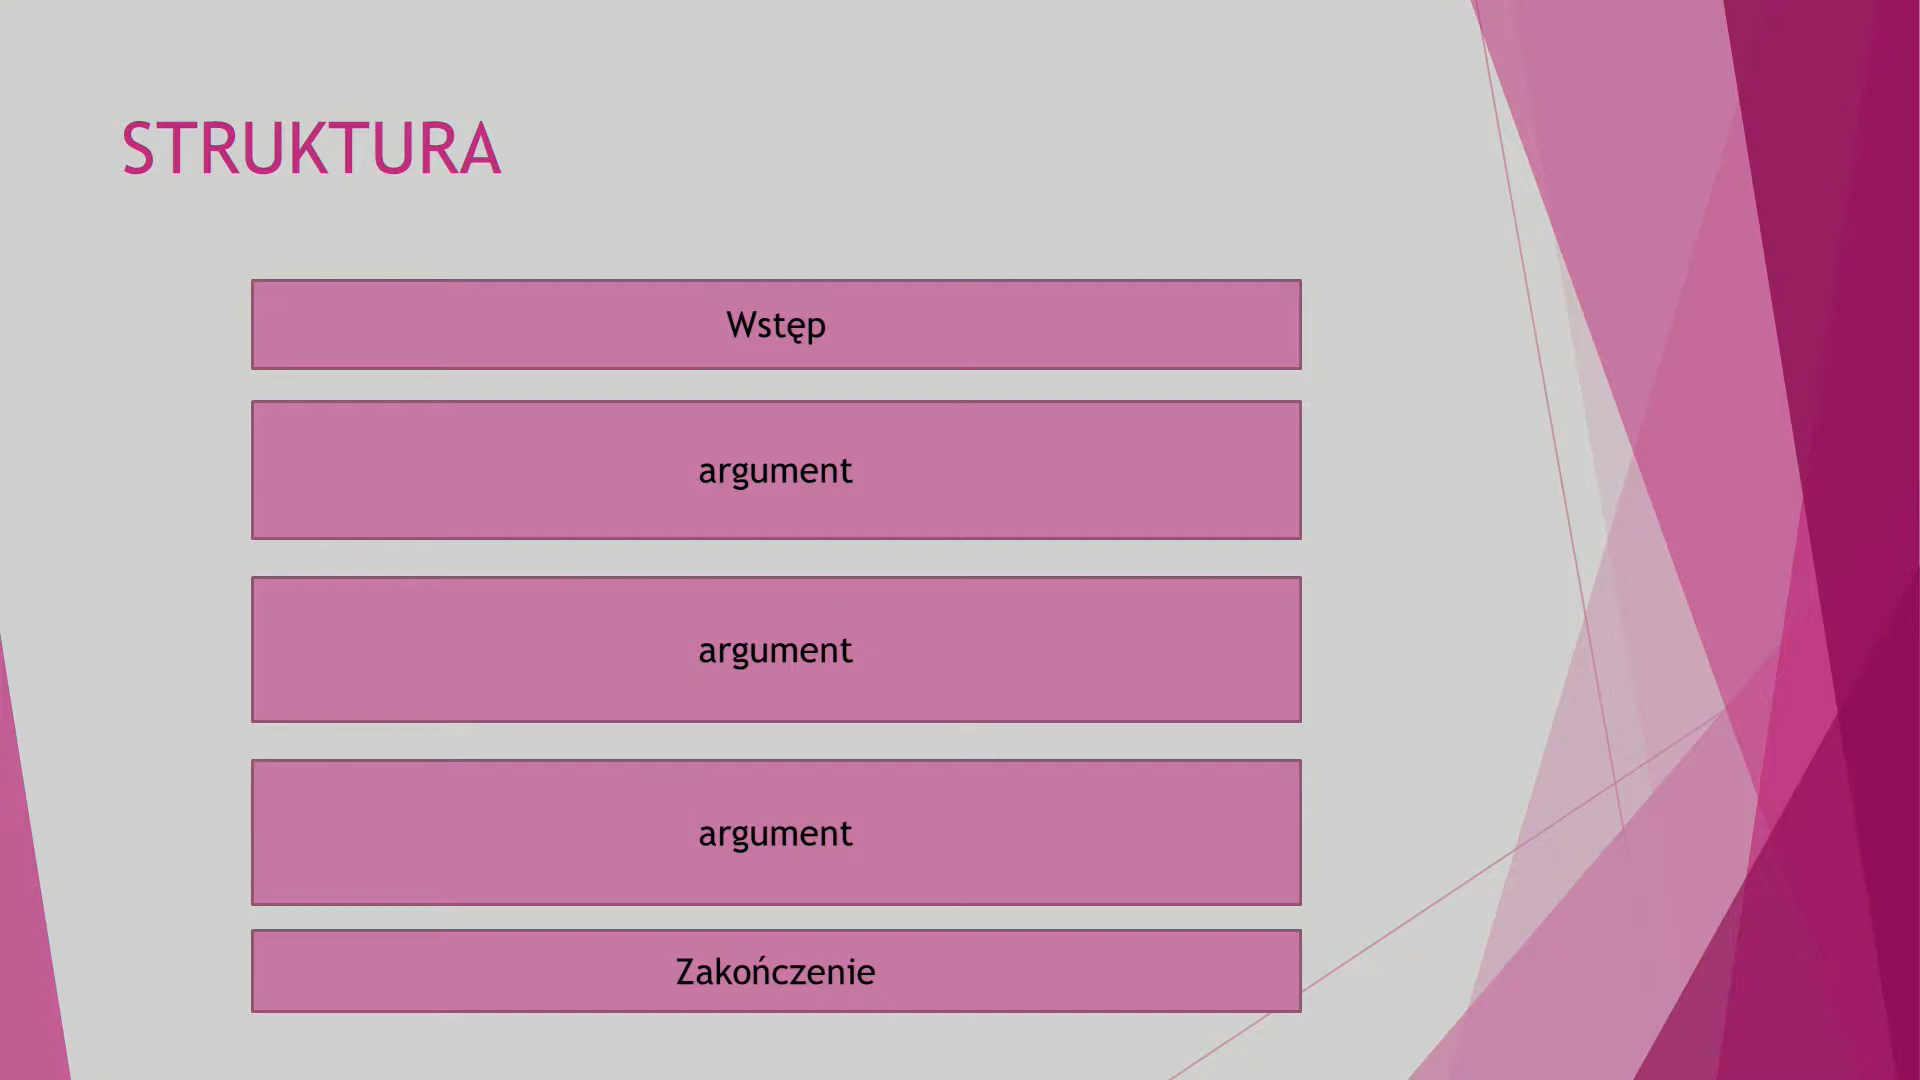 STRUKTURA
Wstęp
argument
argument
argument
Zakończenie